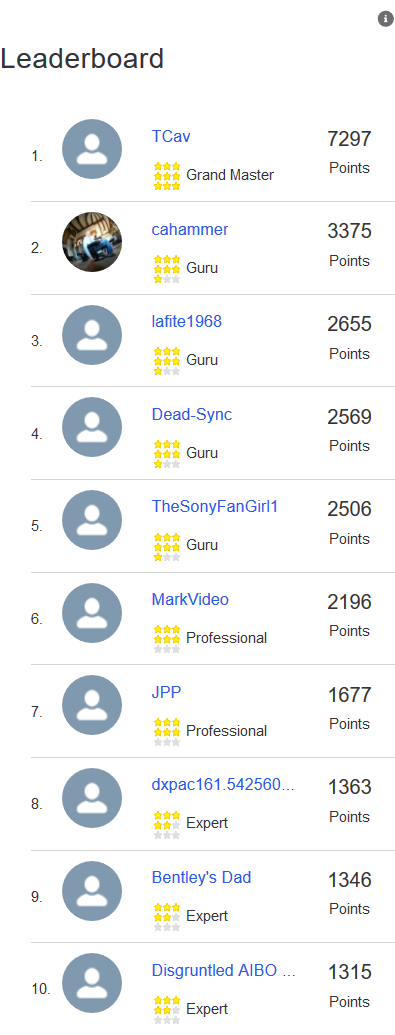 Leaderboard
1.
TCav
Grand Master
7297
Points
2.
cahammer
Guru
3375
Points
3.
lafite1968
Guru
2655
Points
4.
Dead-Sync
Guru
2569
Points
5.
TheSonyFanGirl1
Guru
2506
Points
6.
MarkVideo
Professional
2196
Points
7.
JPP
Professional
1677
Points
8.
dxpac161.542560...
Expert
1363
Points
9.
Bentley's Dad
Expert
1346
Points
10.
Disgruntled AIBO ...
Expert
1315
Points